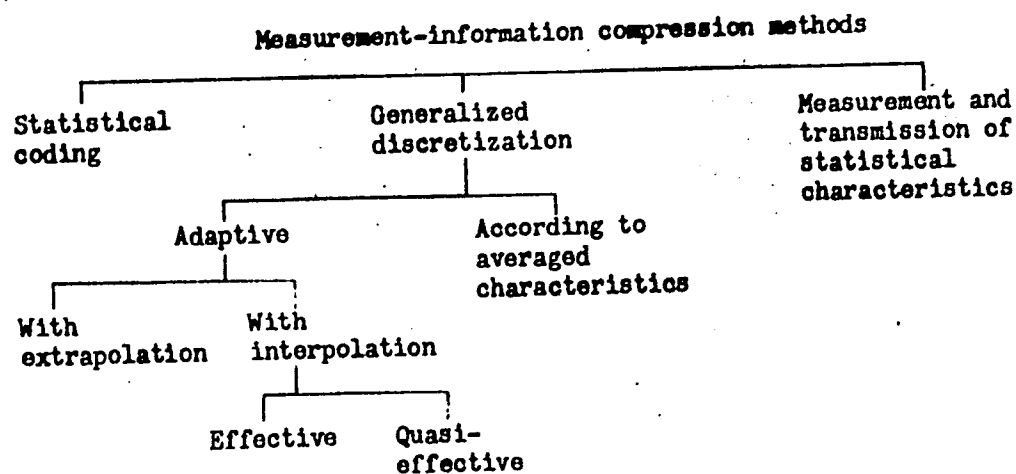 Measurement-information compression methods
Statistical
coding
Generalized
discretization
Measurement and
transmission of
statistical
characteristics
Adaptive
According to
averaged
characteristics
With
extrapolation
With
interpolation
Effective
Quasi-
effective